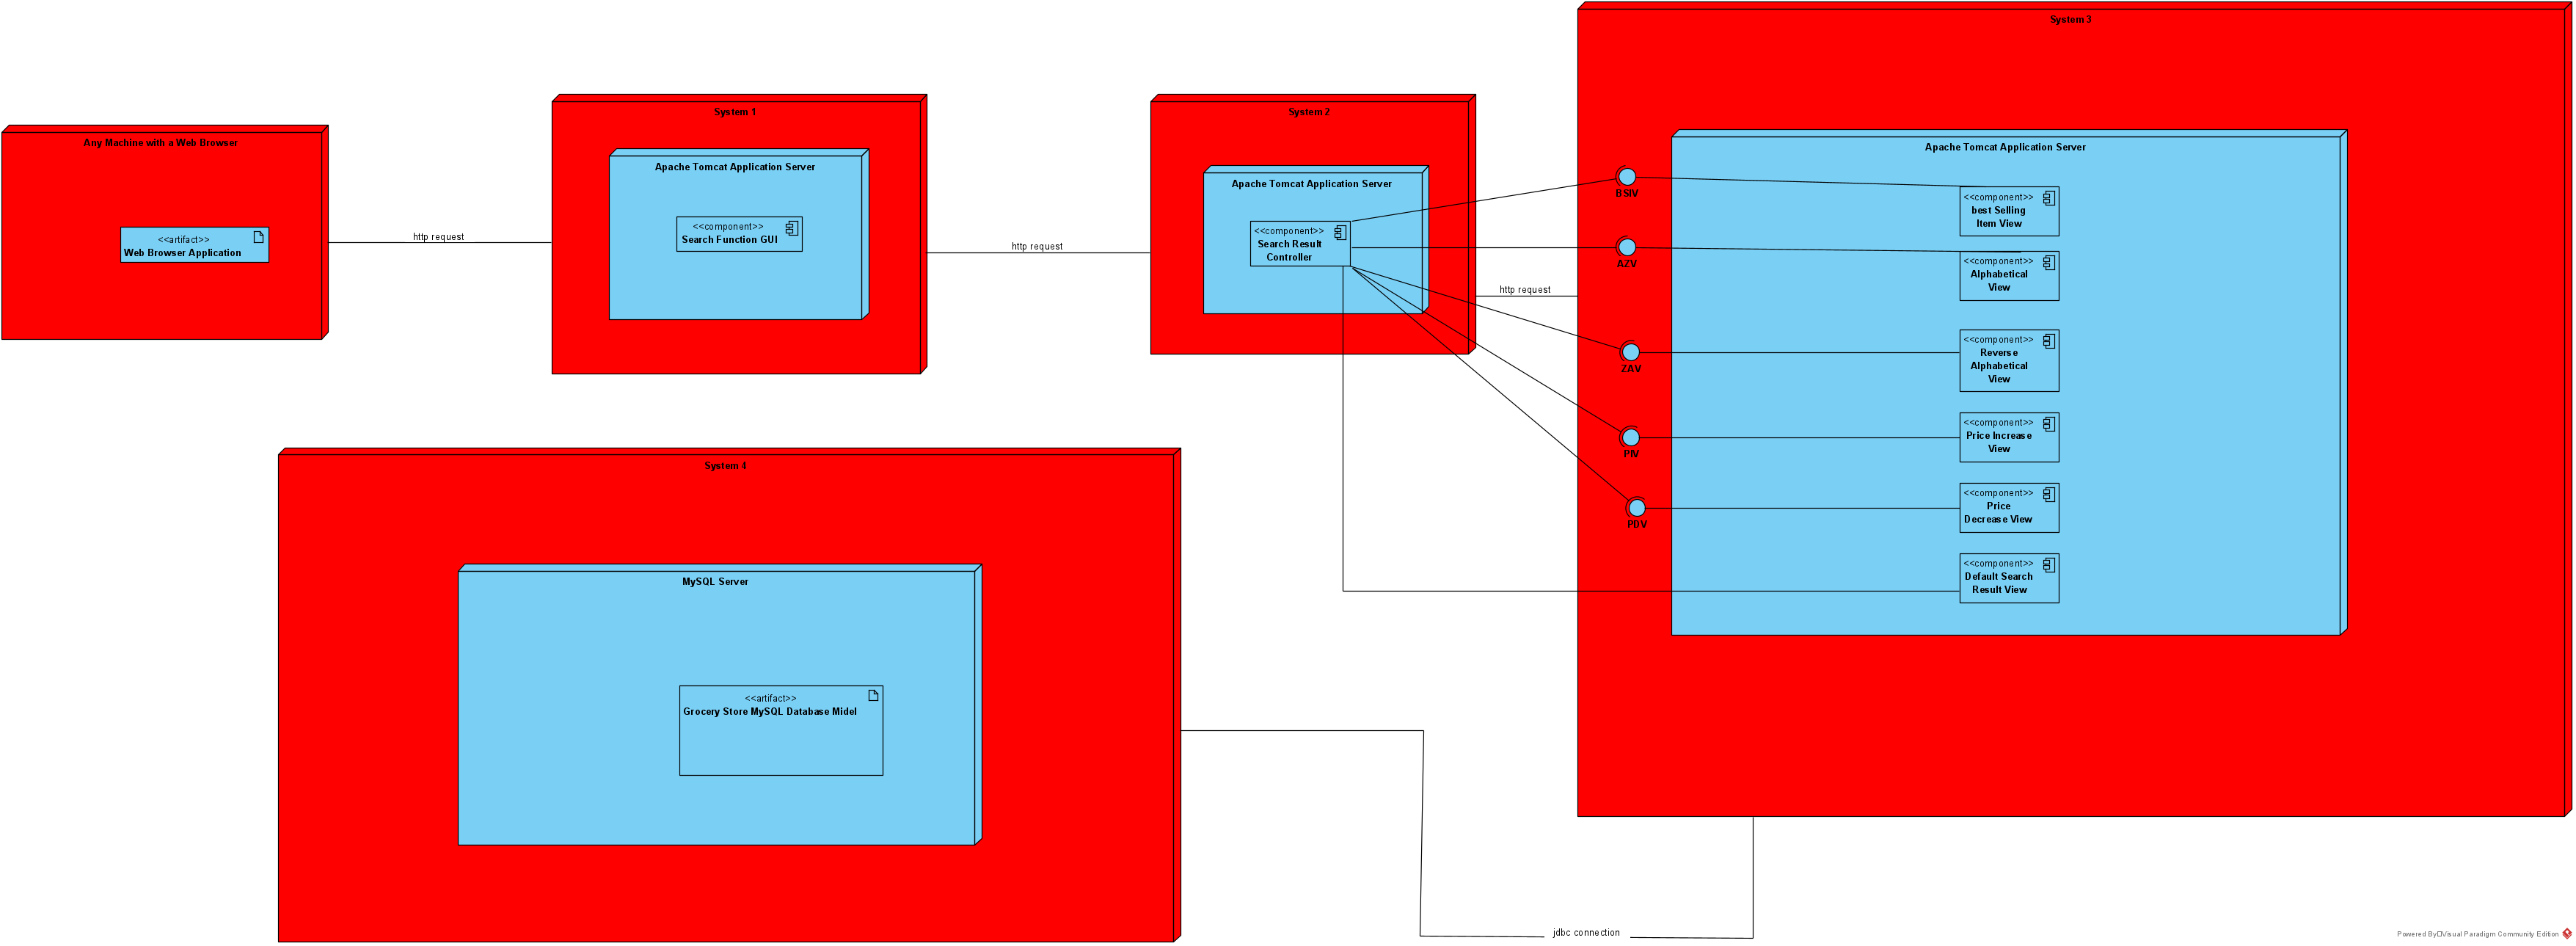 Any Machine with a Web Browser
<<artifact>>
Web Browser Application
http request
System 1
Apache Tomcat Application Server
<<component>>
Search Function GUI
http request
System 2
Apache Tomcat Application Server
<<component>>
Search Result
Controller
http request
System 3
Apache Tomcat Application Server
BSIV
AZV
ZAV
PIV
PDV
<<component>>
best Selling
Item View
<<component>>
Alphabetical
View
<<component>>
Reverse
Alphabetical
View
<<component>>
Price Increase
View
<<component>>
Price
Decrease View
<<component>>
Default Search
Result View
System 4
MySQL Server
<<artifact>>
Grocery Store MySQL Database Midel
jdbc connection
Powered By□Visual Paradigm Community Edition